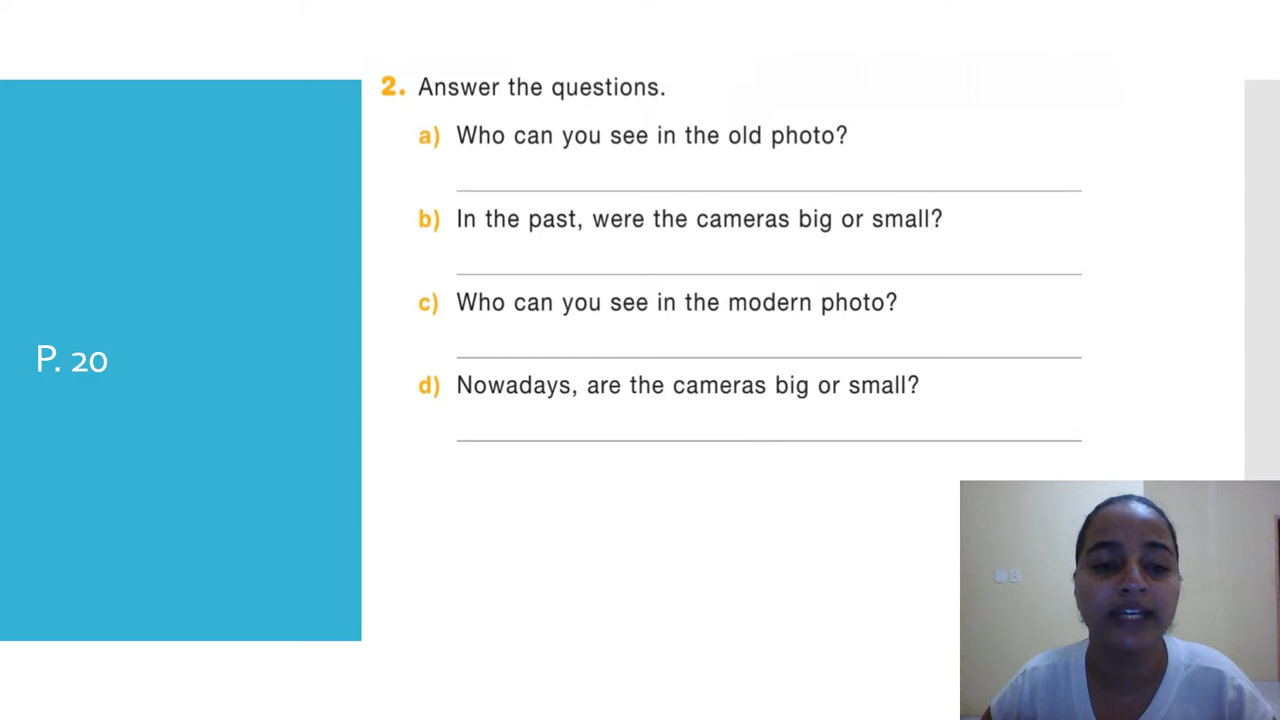 P. 20
2. Answer the questions.
a) Who can you see in the old photo?
b) In the past, were the cameras big or small?
c) Who can you see in the modern photo?
d) Nowadays, are the cameras big or small?